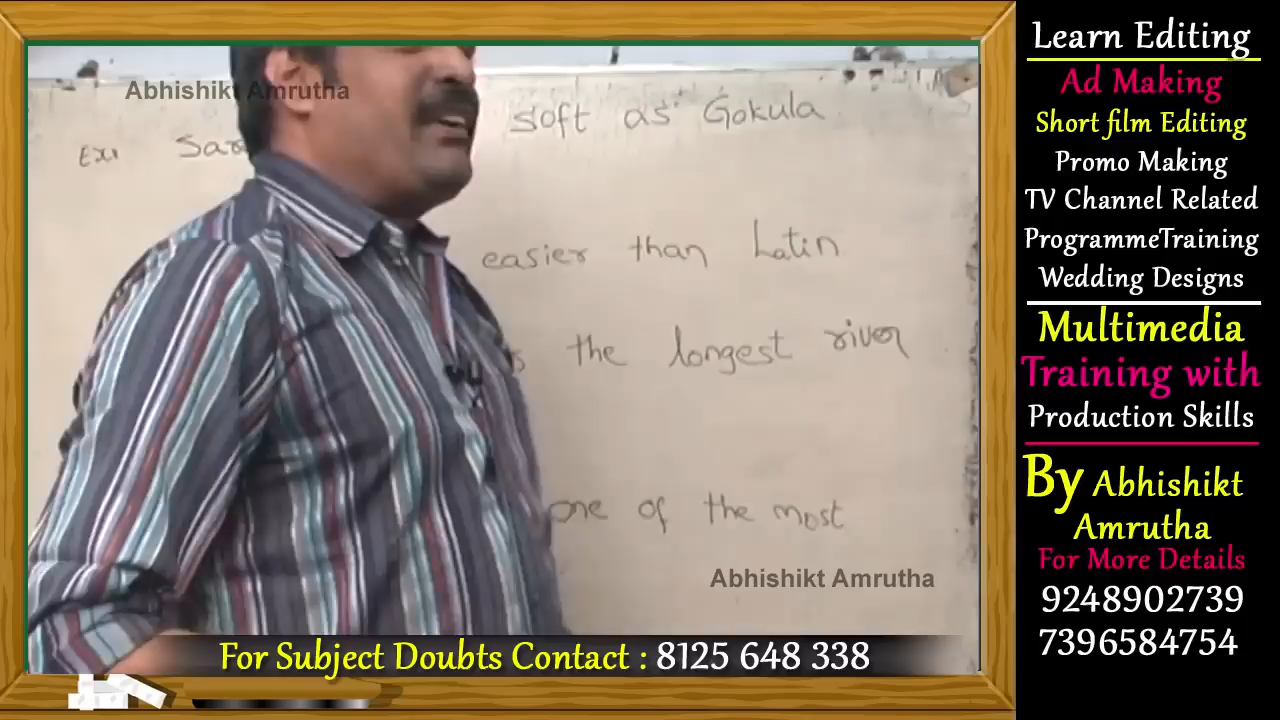 Abhishikt Amrutha
Ex: soft as Gokula
easier than Latin
the longest river
one of the most
Abhishikt Amrutha
For Subject Doubts Contact : 8125 648 338
Learn Editing
Ad Making
Short film Editing
Promo Making
TV Channel Related
ProgrammeTraining
Wedding Designs
Multimedia
Training with
Production Skills
By Abhishikt
Amrutha
For More Details
9248902739
7396584754